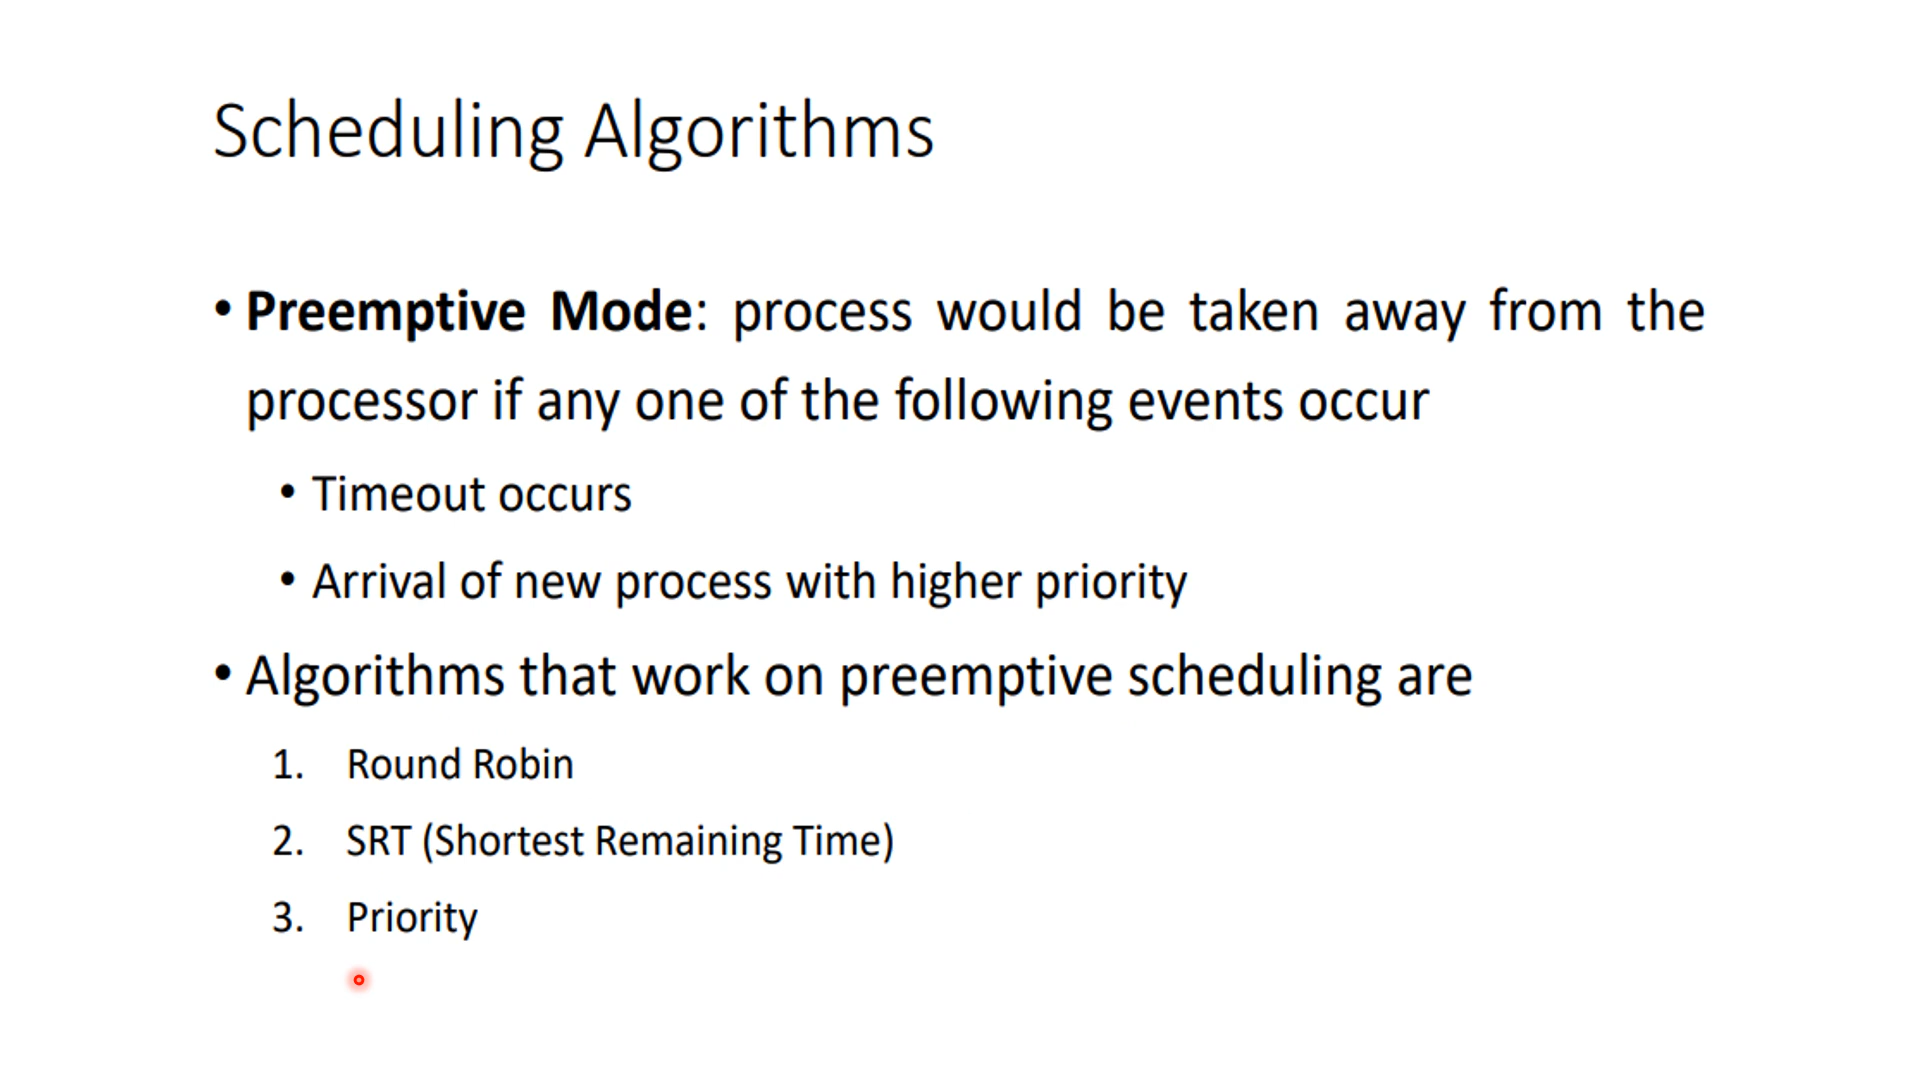 Scheduling Algorithms
• Preemptive Mode: process would be taken away from the
processor if any one of the following events occur
• Timeout occurs
• Arrival of new process with higher priority
• Algorithms that work on preemptive scheduling are
1. Round Robin
2. SRT (Shortest Remaining Time)
3. Priority